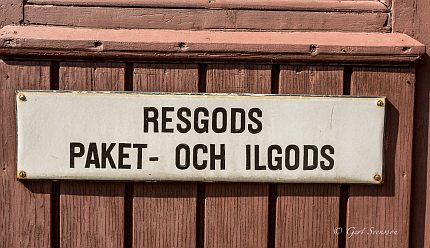 RESGODS
PAKET- OCH ILGODS
© Gert Svensson